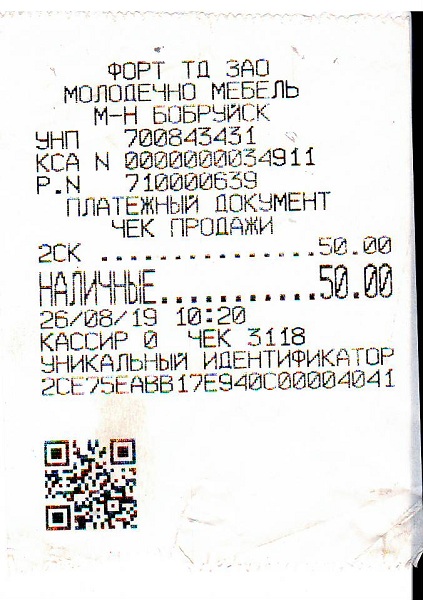 ФОРТ ТД ЗАО
МОЛОДЕЧНО МЕБЕЛЬ
М-Н БОБРУЙСК
УНП 700843431
КСА N 0000000034911
Р.N 710000639
ПЛАТЕЖНЫЙ ДОКУМЕНТ
ЧЕК ПРОДАЖИ
2СК ................50.00
НАЛИЧНЫЕ..........50.00
26/08/19 10:20
КАССИР 0 ЧЕК 3118
УНИКАЛЬНЫЙ ИДЕНТИФИКАТОР
2CE75EABB17E940C00004041